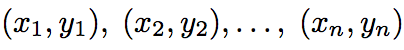 (x₁, y₁), (x₂, y₂), . . . , (xₙ, yₙ)